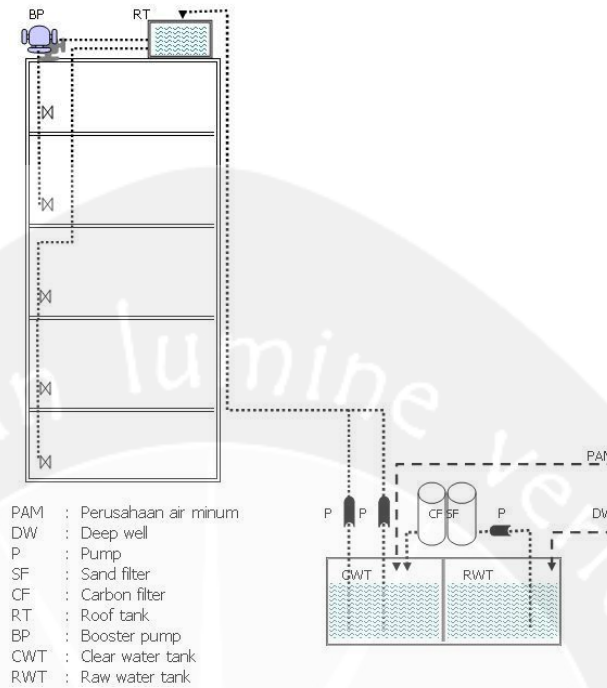 BP
RT
PAM
P
P
CF
SF
P
DW
CWT
RWT
PAM : Perusahaan air minum
DW : Deep well
P : Pump
SF : Sand filter
CF : Carbon filter
RT : Roof tank
BP : Booster pump
CWT : Clear water tank
RWT : Raw water tank
lumine